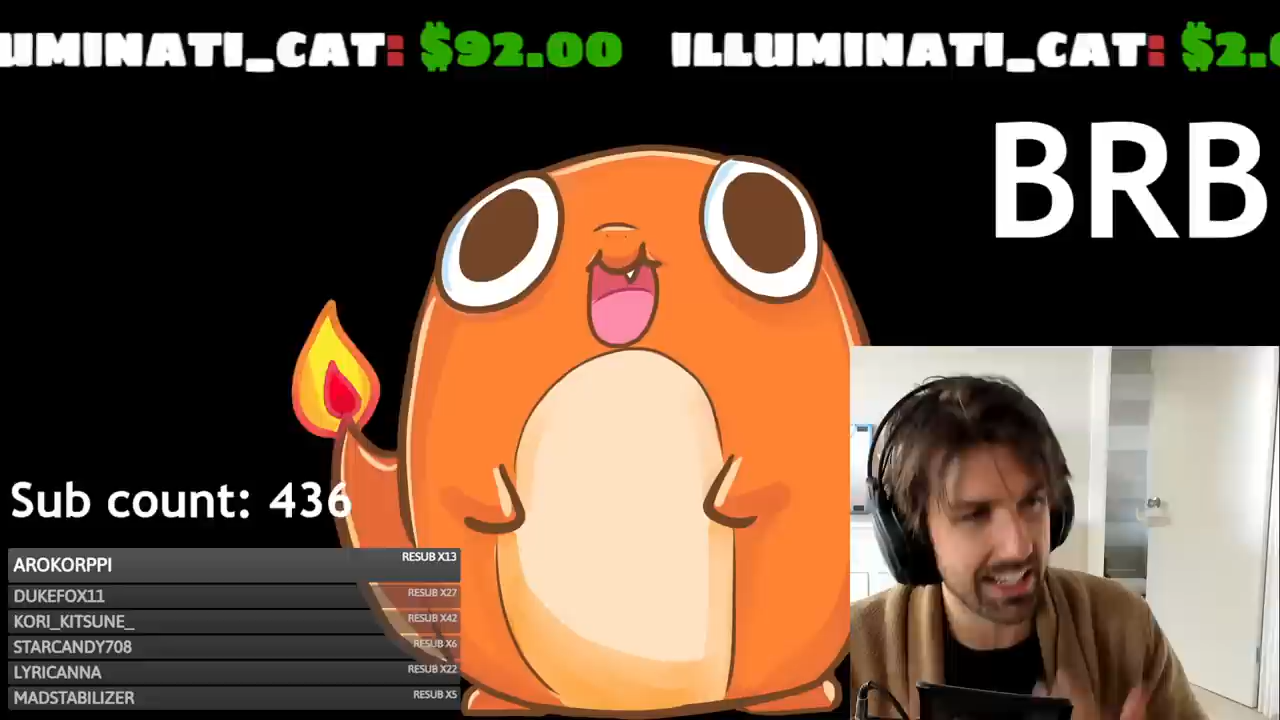 UMINATI_CAT: $92.00 ILLUMINATI_CAT: $2.0
BRB
Sub count: 436
AROKORPPI RESUB X13
DUKEFOX11 RESUB X27
KORI_KITSUNE_ RESUB X42
STARCANDY708 RESUB X6
LYRICANNA RESUB X22
MADSTABILIZER RESUB X5